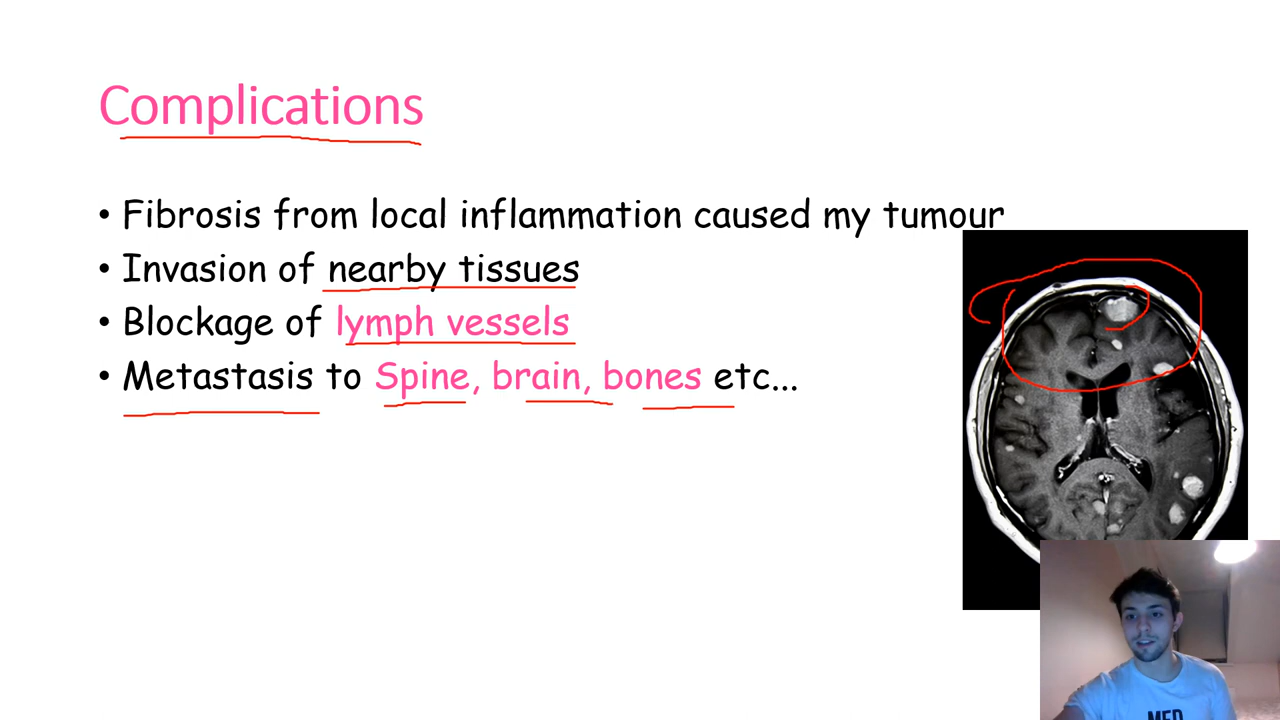 Complications
• Fibrosis from local inflammation caused my tumour
• Invasion of nearby tissues
• Blockage of lymph vessels
• Metastasis to Spine, brain, bones etc...
MED